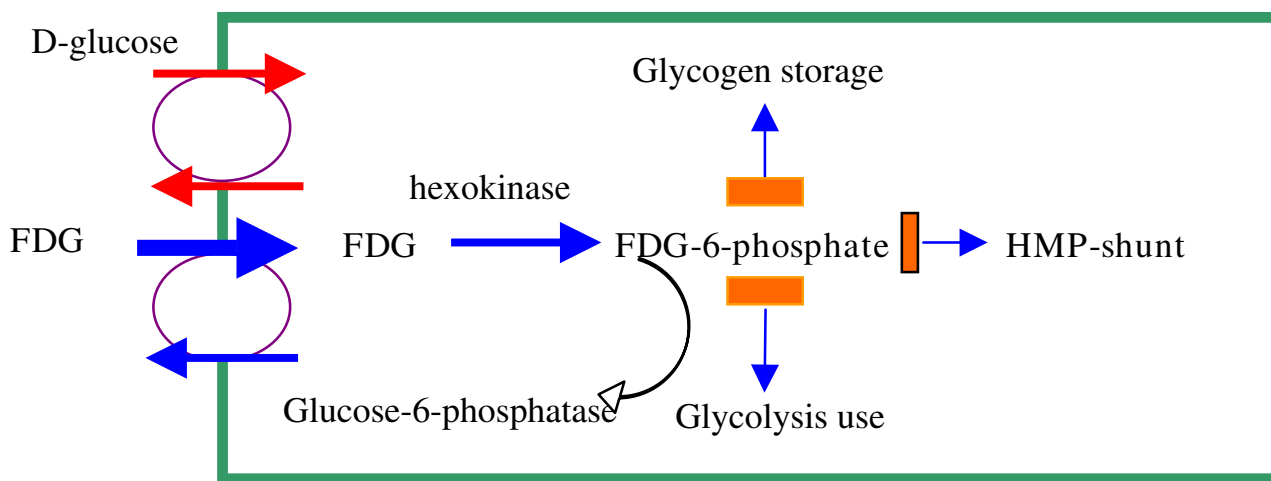 D-glucose
Glycogen storage
hexokinase
FDG
FDG
FDG-6-phosphate
HMP-shunt
Glucose-6-phosphatase
Glycolysis use